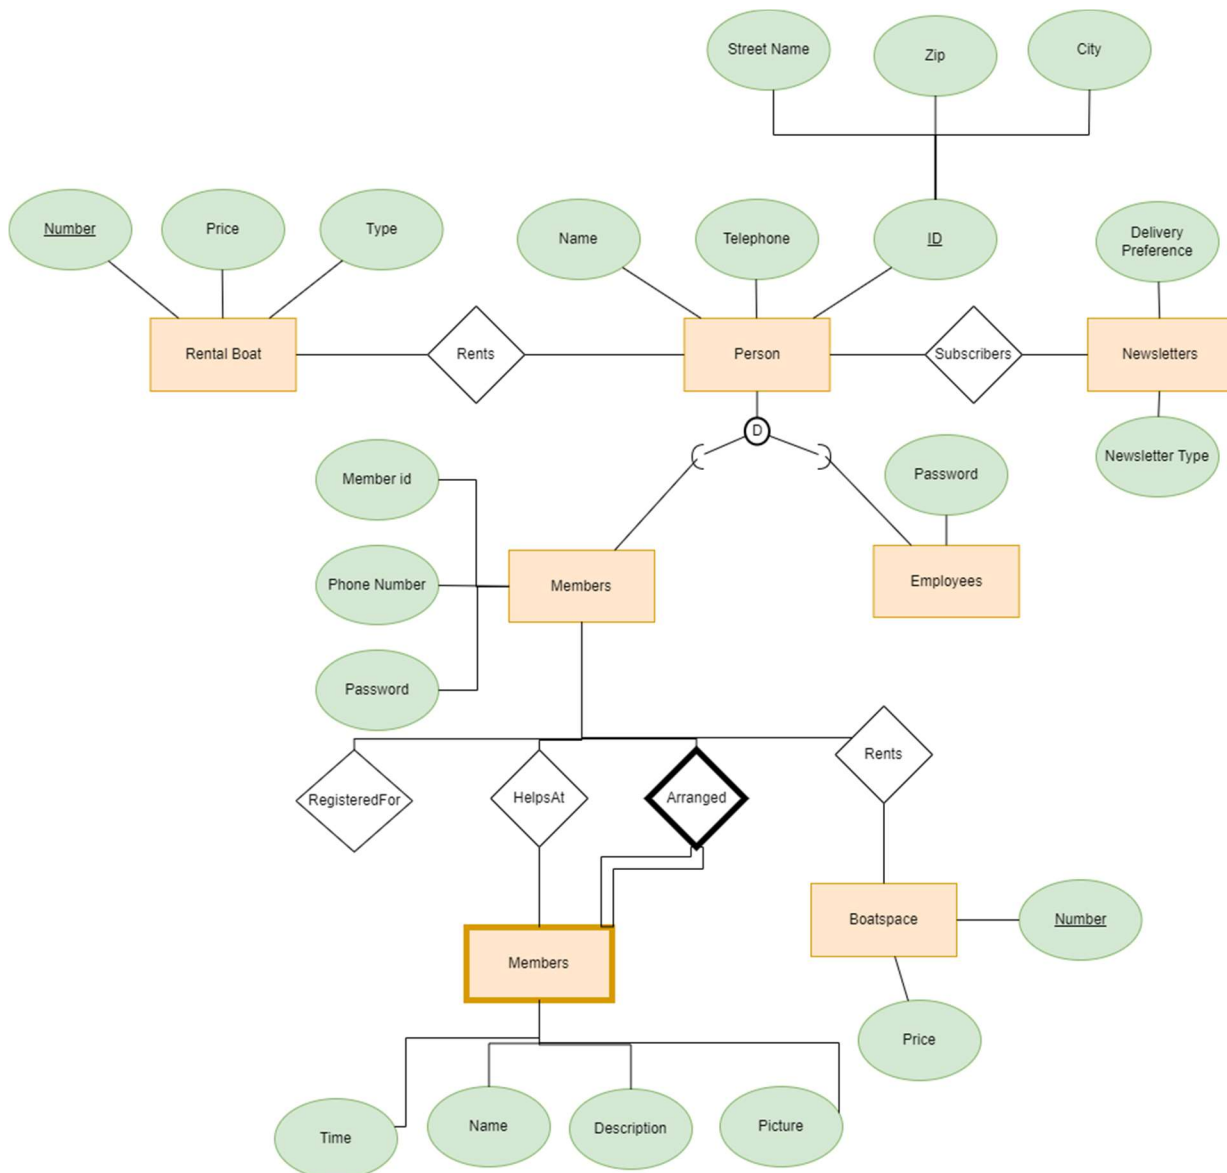 Street Name
Zip
City
Number
Price
Type
Name
Telephone
ID
Delivery
Preference
Rental Boat
Rents
Person
Subscribers
Newsletters
D
Member id
Password
Newsletter Type
Phone Number
Members
Employees
Password
RegisteredFor
HelpsAt
Arranged
Rents
Members
Boatspace
Number
Price
Time
Name
Description
Picture